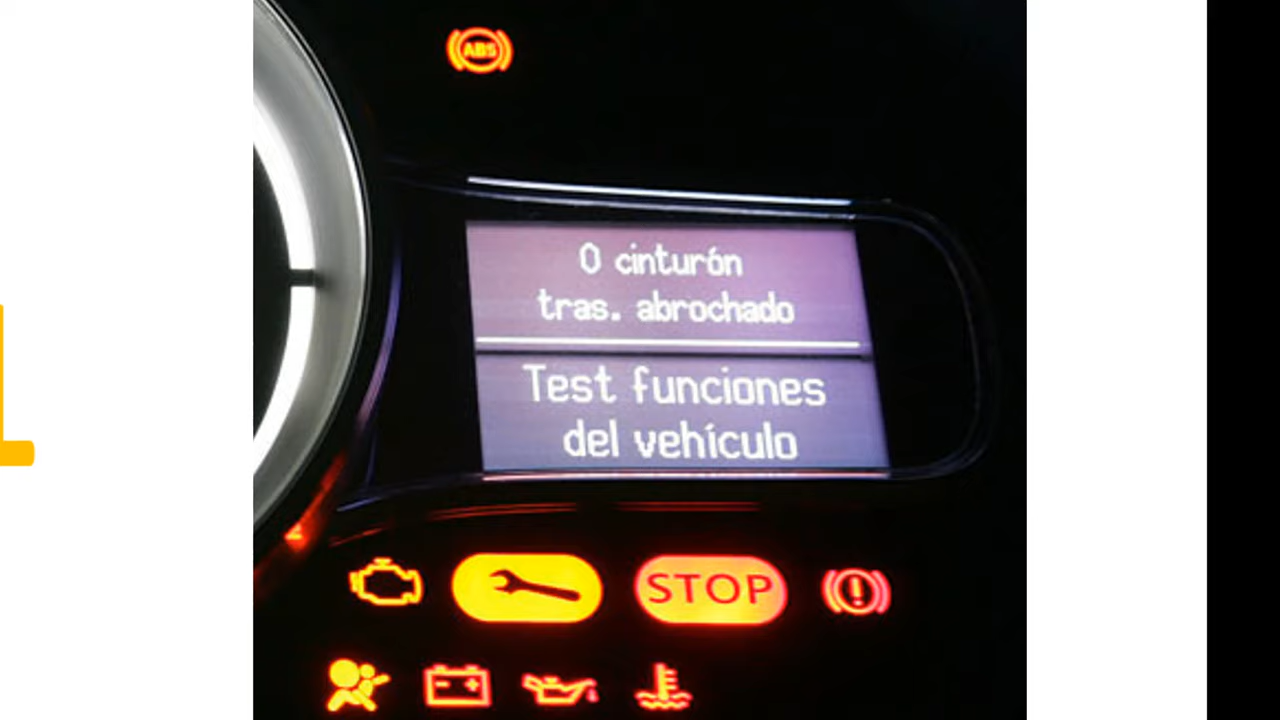 ABS
0 cinturón
tras. abrochado
Test funciones
del vehículo
STOP